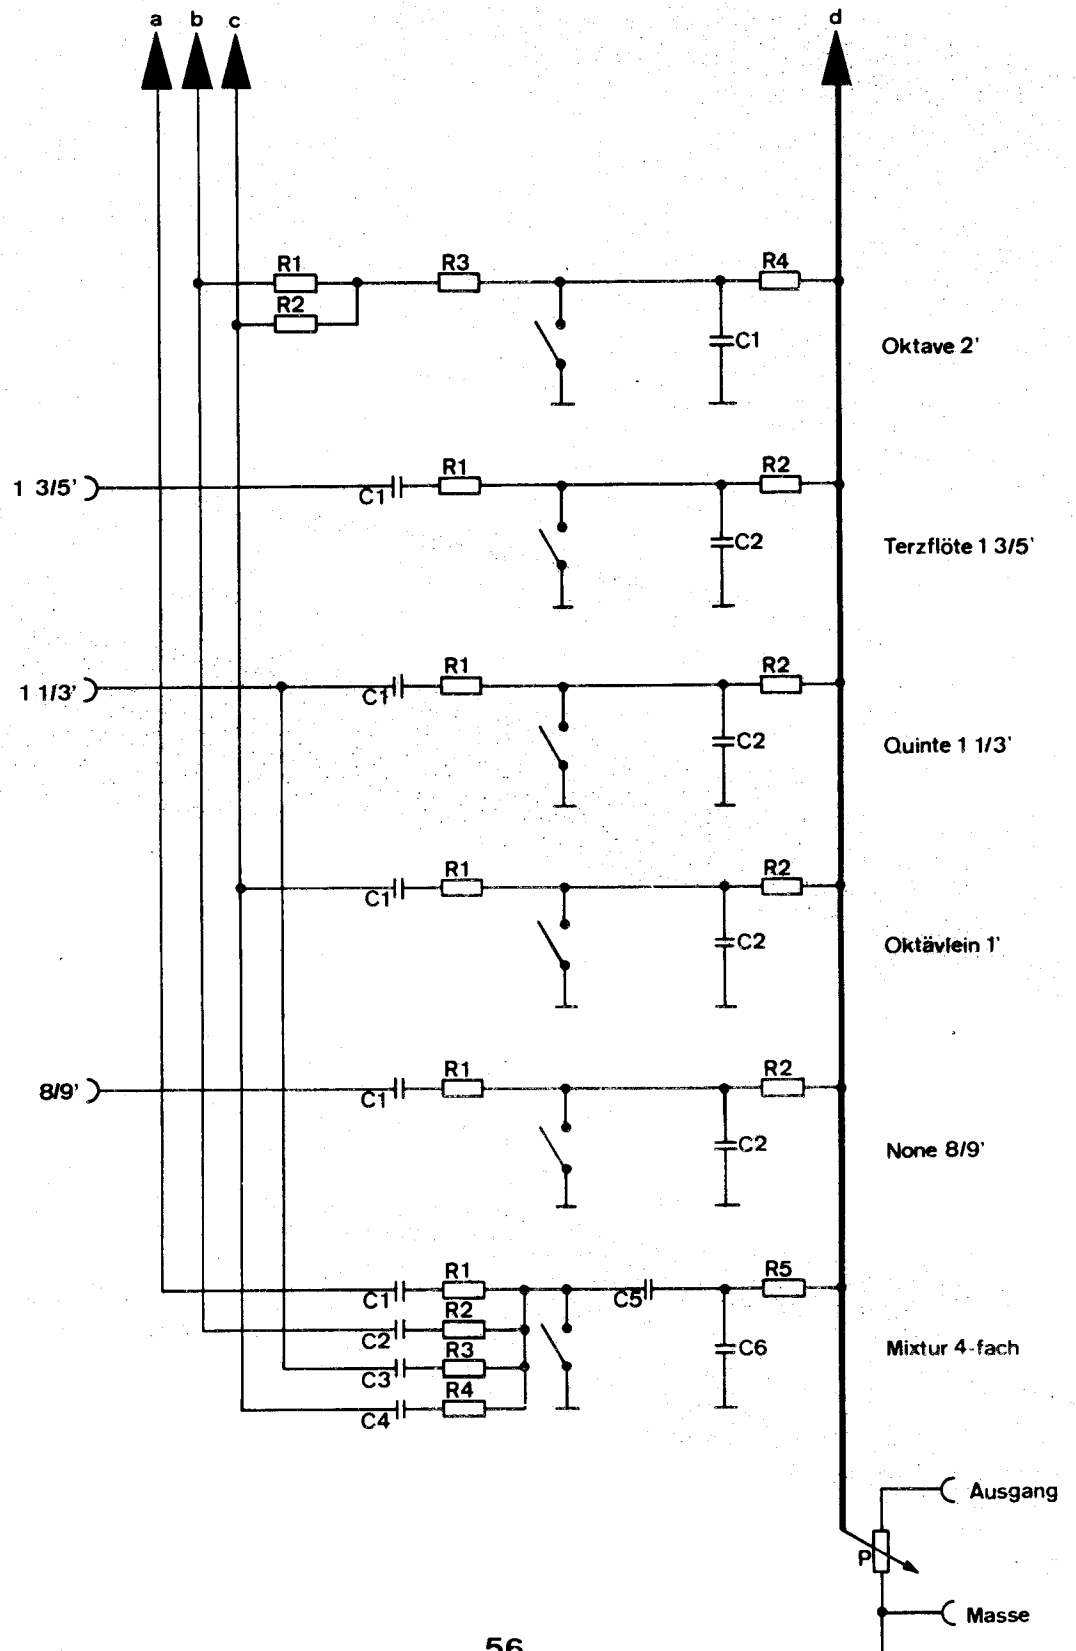 a b c d
R1 R3 R4
R2
C1
Oktave 2'
1 3/5' C1 R1 R2
C2
Terzflöte 1 3/5'
1 1/3' C1 R1 R2
C2
Quinte 1 1/3'
C1 R1 R2
C2
Oktävlein 1'
8/9' C1 R1 R2
C2
None 8/9'
C1 R1 C5 R5
C2 R2
C3 R3
C4 R4
C6
Mixtur 4-fach
Ausgang
P
Masse
56